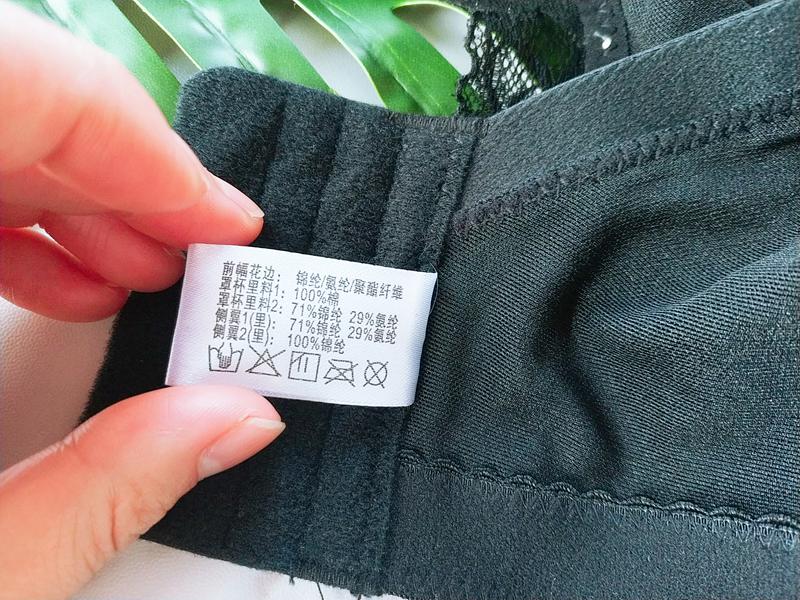 前幅花边: 锦纶/氨纶/聚酯纤维
罩杯里料1: 100%棉
罩杯里料2: 71%锦纶 29%氨纶
侧翼1(里): 71%锦纶 29%氨纶
侧翼2(里): 100%锦纶